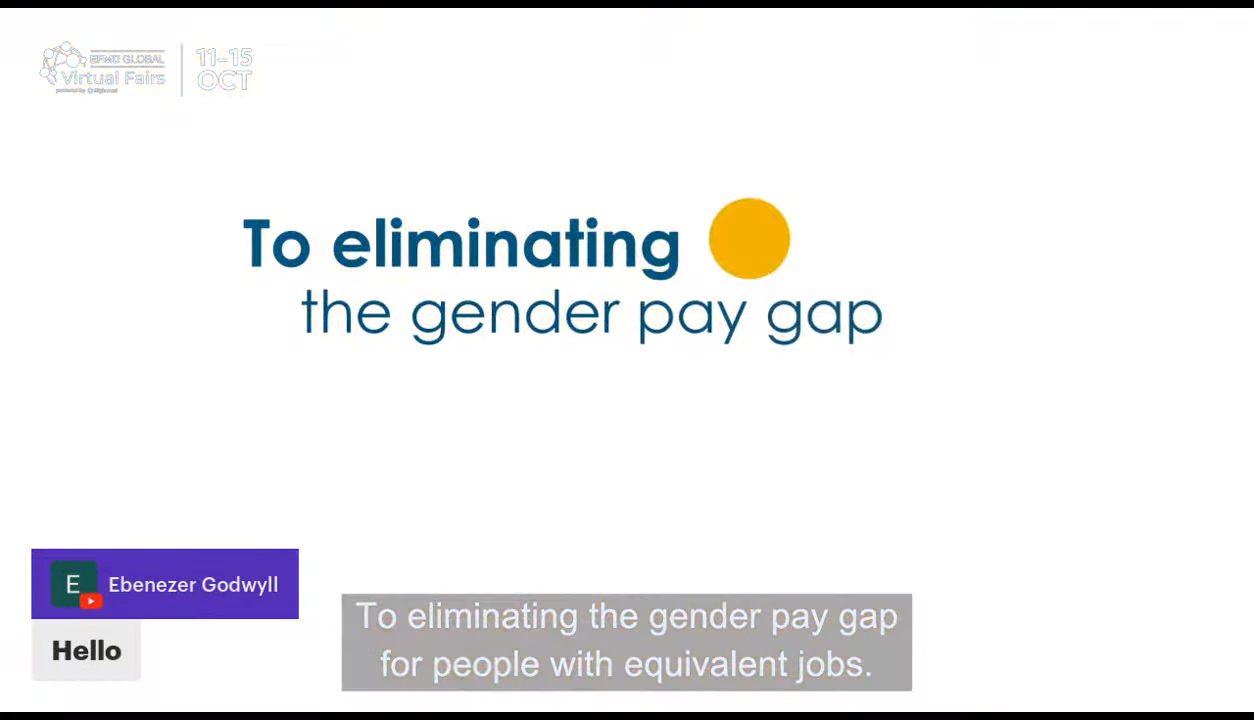 EFMD GLOBAL
Virtual Fairs
11–15
OCT
To eliminating
the gender pay gap
E
Ebenezer Godwyll
Hello
To eliminating the gender pay gap
for people with equivalent jobs.